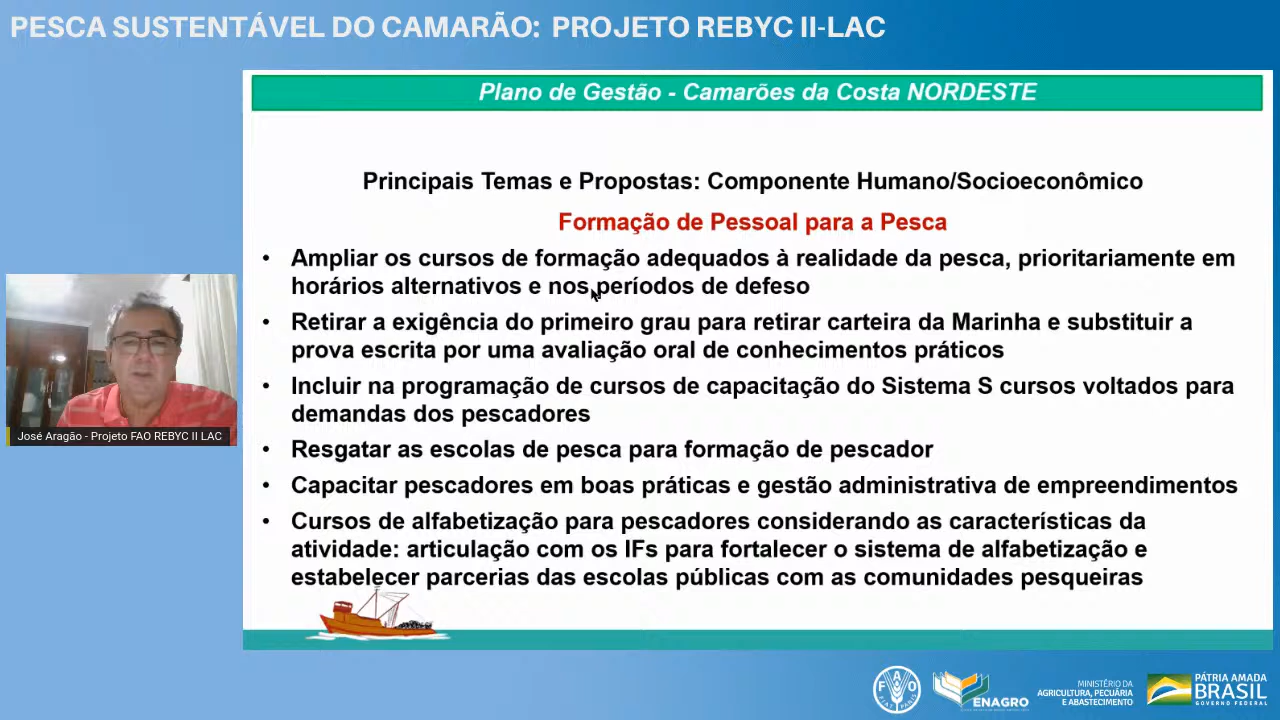 PESCA SUSTENTÁVEL DO CAMARÃO: PROJETO REBYC II-LAC
Plano de Gestão - Camarões da Costa NORDESTE
Principais Temas e Propostas: Componente Humano/Socioeconômico
Formação de Pessoal para a Pesca
• Ampliar os cursos de formação adequados à realidade da pesca, prioritariamente em
horários alternativos e nos períodos de defeso
• Retirar a exigência do primeiro grau para retirar carteira da Marinha e substituir a
prova escrita por uma avaliação oral de conhecimentos práticos
• Incluir na programação de cursos de capacitação do Sistema S cursos voltados para
demandas dos pescadores
• Resgatar as escolas de pesca para formação de pescador
• Capacitar pescadores em boas práticas e gestão administrativa de empreendimentos
• Cursos de alfabetização para pescadores considerando as características da
atividade: articulação com os IFs para fortalecer o sistema de alfabetização e
estabelecer parcerias das escolas públicas com as comunidades pesqueiras
José Aragão - Projeto FAO REBYC II LAC
FAO
FIAT PANIS
ENAGRO
MINISTÉRIO DA
AGRICULTURA, PECUÁRIA
E ABASTECIMENTO
PÁTRIA AMADA
BRASIL
GOVERNO FEDERAL